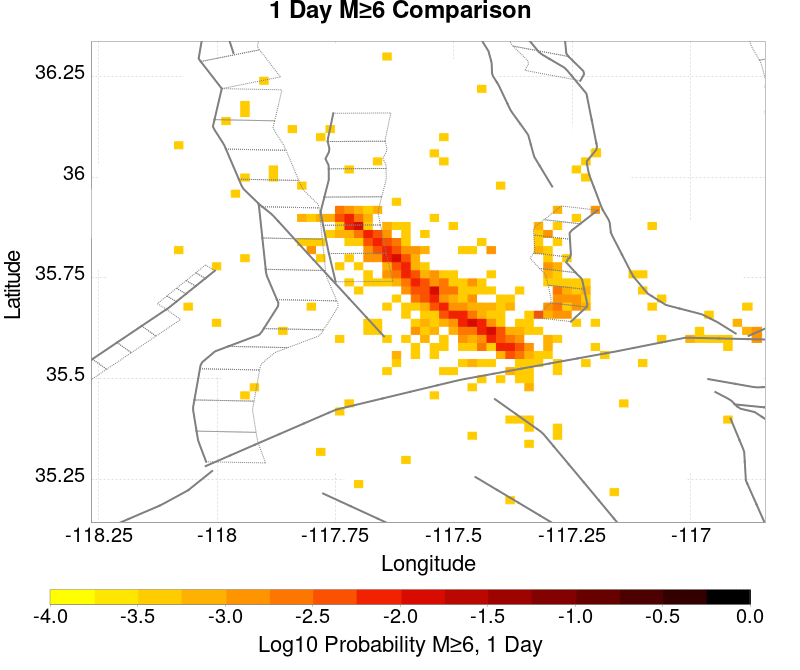 1 Day M≥6 Comparison
36.25
36
35.75
35.5
35.25
Latitude
-118.25 -118 -117.75 -117.5 -117.25 -117
Longitude
-4.0 -3.5 -3.0 -2.5 -2.0 -1.5 -1.0 -0.5 0.0
Log10 Probability M≥6, 1 Day